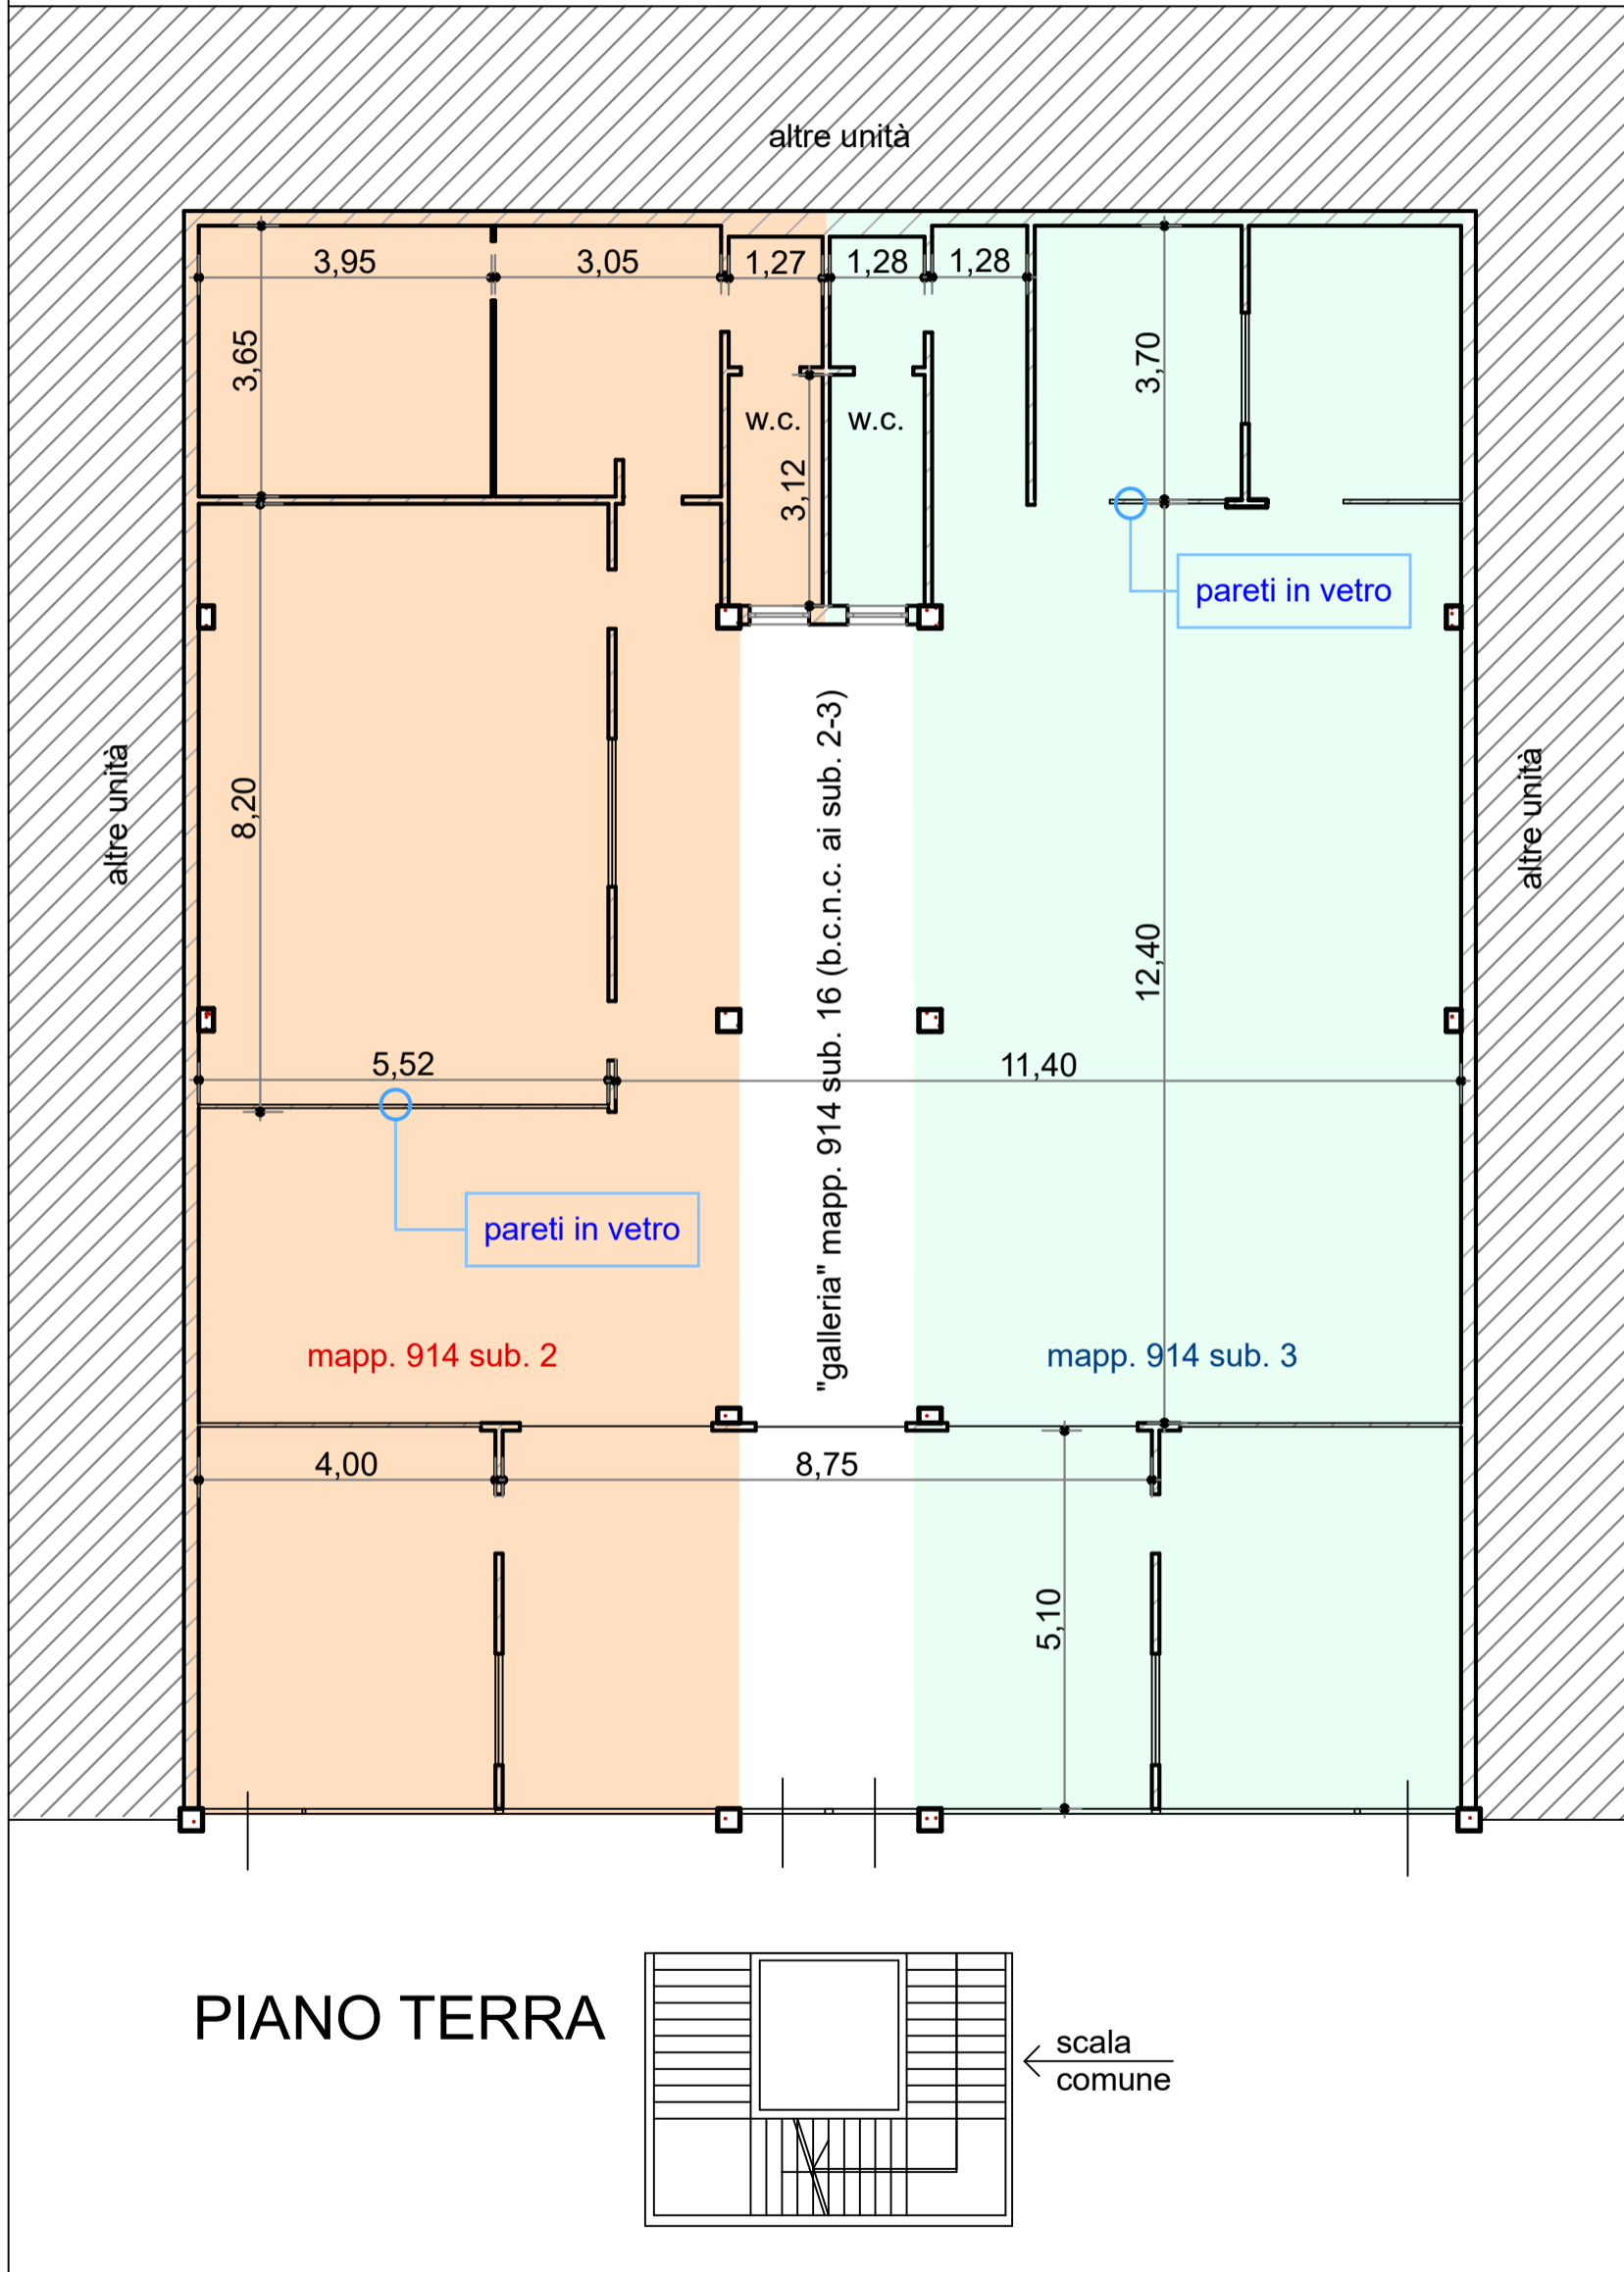 altre unità
3,95
3,05
1,27
1,28
1,28
3,65
3,70
w.c.
w.c.
3,12
pareti in vetro
altre unità
8,20
"galleria" mapp. 914 sub. 16 (b.c.n.c. ai sub. 2-3)
altre unità
12,40
5,52
11,40
pareti in vetro
mapp. 914 sub. 2
mapp. 914 sub. 3
4,00
8,75
5,10
PIANO TERRA
scala
comune